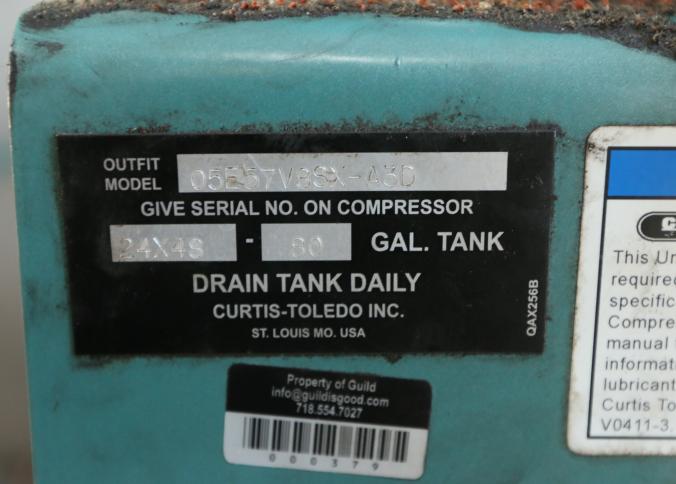 OUTFIT
MODEL 05E57V8SX-A3D
GIVE SERIAL NO. ON COMPRESSOR
24X48 - 80 GAL. TANK
DRAIN TANK DAILY
CURTIS-TOLEDO INC.
ST. LOUIS MO. USA
QAX256B
Property of Guild
info@guildisgood.com
718.554.7027
000379
This
require
specific
Compre
manual
informat
lubricant
Curtis To
V0411-3.